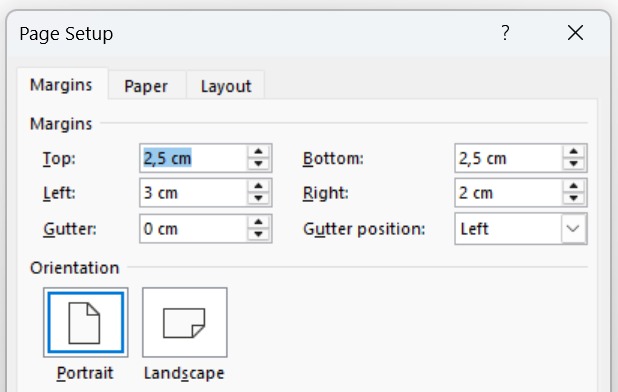 Page Setup ?
Margins Paper Layout
Margins
Top: 2,5 cm Bottom: 2,5 cm
Left: 3 cm Right: 2 cm
Gutter: 0 cm Gutter position: Left
Orientation
Portrait Landscape